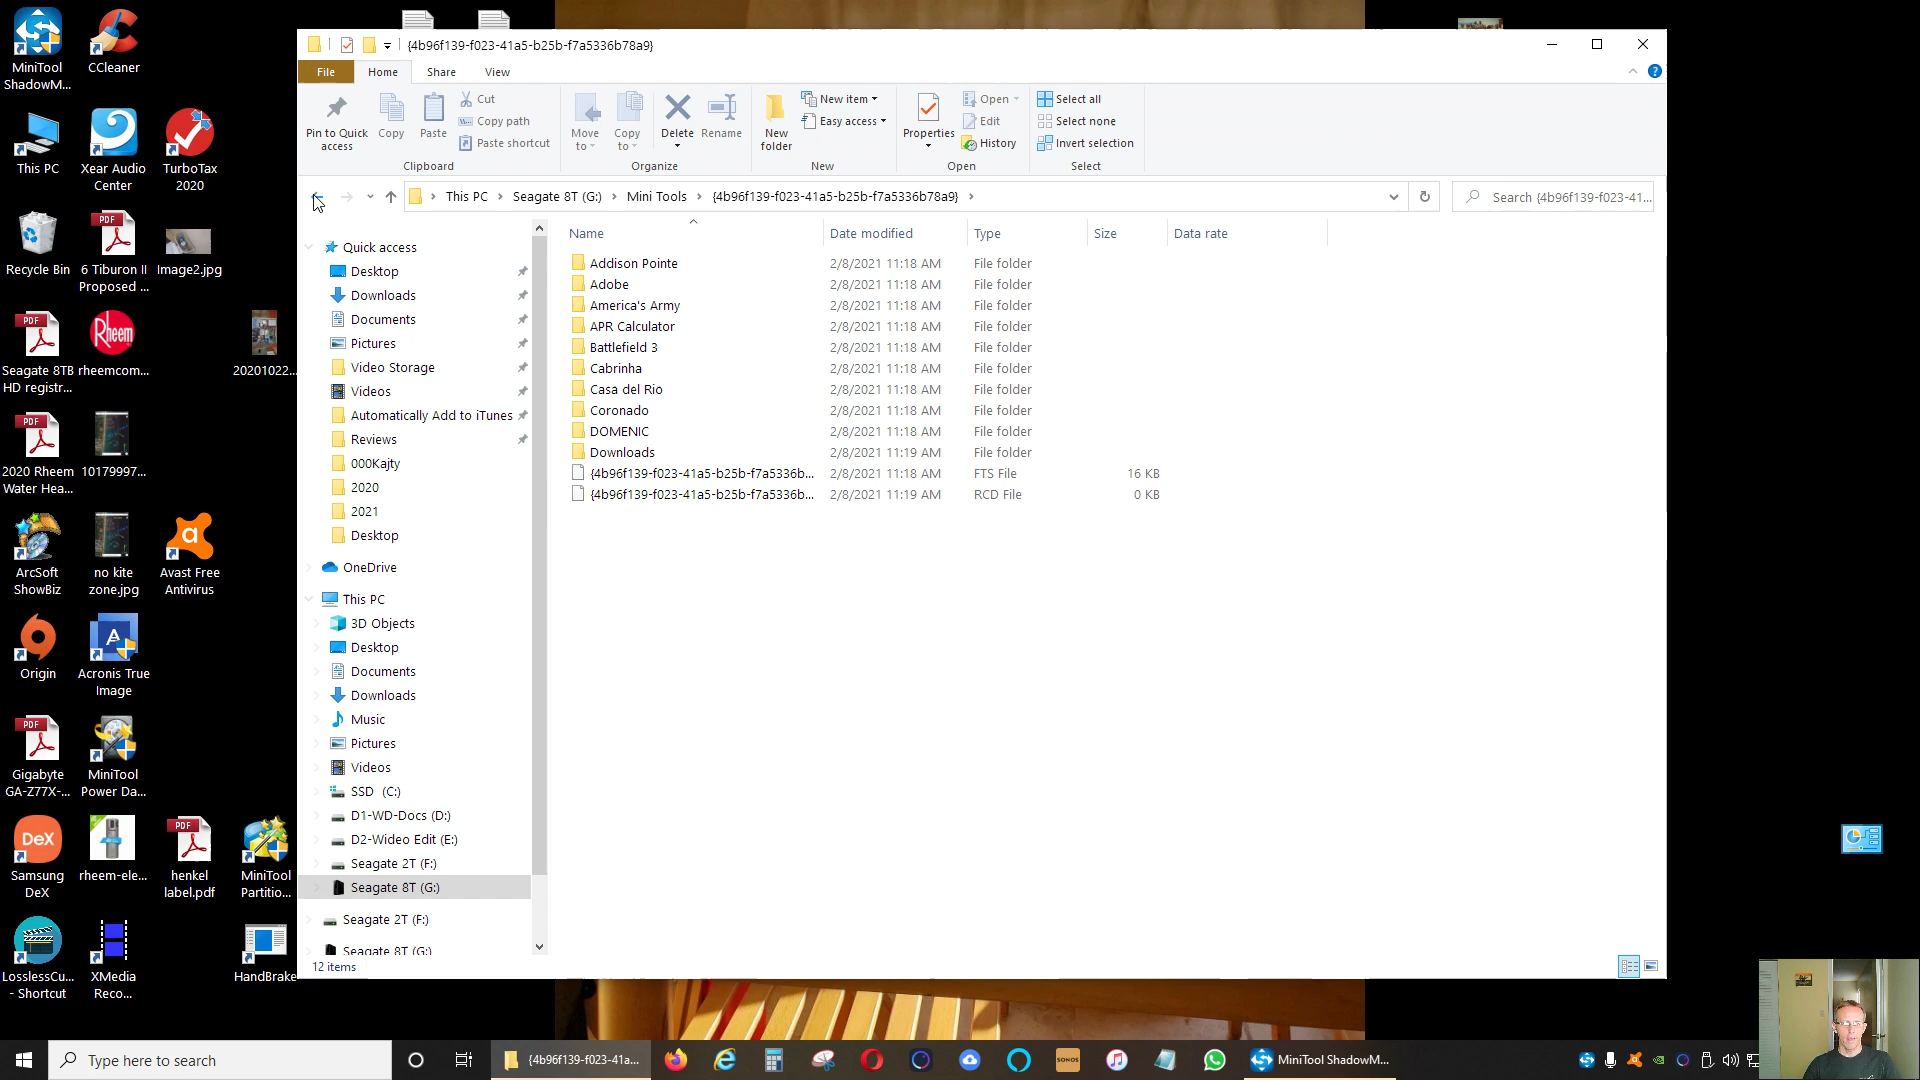 {4b96f139-f023-41a5-b25b-f7a5336b78a9}
File Home Share View
Pin to Quick access
Copy
Paste
Cut
Copy path
Paste shortcut
Clipboard
Move to
Copy to
Delete
Rename
Organize
New folder
New item
Easy access
New
Properties
Open
Edit
History
Open
Select all
Select none
Invert selection
Select
This PC > Seagate 8T (G:) > Mini Tools > {4b96f139-f023-41a5-b25b-f7a5336b78a9} >
Search {4b96f139-f023-41...
Quick access
Desktop
Downloads
Documents
Pictures
Video Storage
Videos
Automatically Add to iTunes
Reviews
000Kajty
2020
2021
Desktop
OneDrive
This PC
3D Objects
Desktop
Documents
Downloads
Music
Pictures
Videos
SSD (C:)
D1-WD-Docs (D:)
D2-Wideo Edit (E:)
Seagate 2T (F:)
Seagate 8T (G:)
Seagate 2T (F:)
Seagate 8T (G:)
12 items
Name Date modified Type Size Data rate
Addison Pointe 2/8/2021 11:18 AM File folder
Adobe 2/8/2021 11:18 AM File folder
America's Army 2/8/2021 11:18 AM File folder
APR Calculator 2/8/2021 11:18 AM File folder
Battlefield 3 2/8/2021 11:18 AM File folder
Cabrinha 2/8/2021 11:18 AM File folder
Casa del Rio 2/8/2021 11:18 AM File folder
Coronado 2/8/2021 11:18 AM File folder
DOMENIC 2/8/2021 11:18 AM File folder
Downloads 2/8/2021 11:19 AM File folder
{4b96f139-f023-41a5-b25b-f7a5336b... 2/8/2021 11:18 AM FTS File 16 KB
{4b96f139-f023-41a5-b25b-f7a5336b... 2/8/2021 11:19 AM RCD File 0 KB
MiniTool
ShadowM...
CCleaner
This PC
Xear Audio
Center
TurboTax
2020
Recycle Bin
PDF
6 Tiburon II
Proposed ...
Image2.jpg
PDF
Seagate 8TB
HD registr...
Rheem
rheemcom...
20201022...
PDF
2020 Rheem
Water Hea...
10179997...
ArcSoft
ShowBiz
no kite
zone.jpg
Avast Free
Antivirus
Origin
Acronis True
Image
PDF
Gigabyte
GA-Z77X-...
MiniTool
Power Da...
DeX
Samsung
DeX
rheem-ele...
PDF
henkel
label.pdf
MiniTool
Partitio...
LosslessCu...
- Shortcut
XMedia
Reco...
HandBrake
Type here to search
{4b96f139-f023-41a...
SONOS
MiniTool ShadowM...